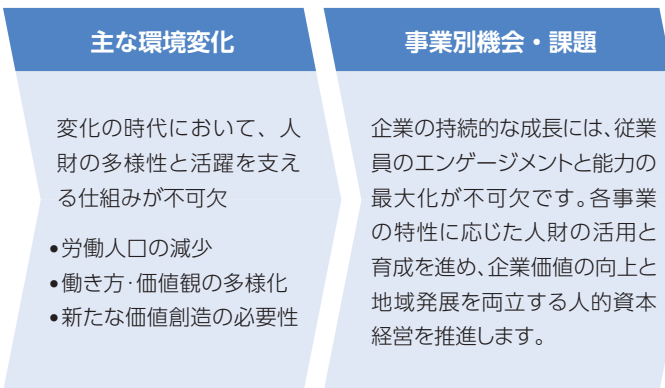 主な環境変化
変化の時代において、人
財の多様性と活躍を支え
る仕組みが不可欠
•労働人口の減少
•働き方･価値観の多様化
•新たな価値創造の必要性
事業別機会・課題
企業の持続的な成長には、従業
員のエンゲージメントと能力の
最大化が不可欠です。各事業
の特性に応じた人財の活用と
育成を進め、企業価値の向上と
地域発展を両立する人的資本
経営を推進します。